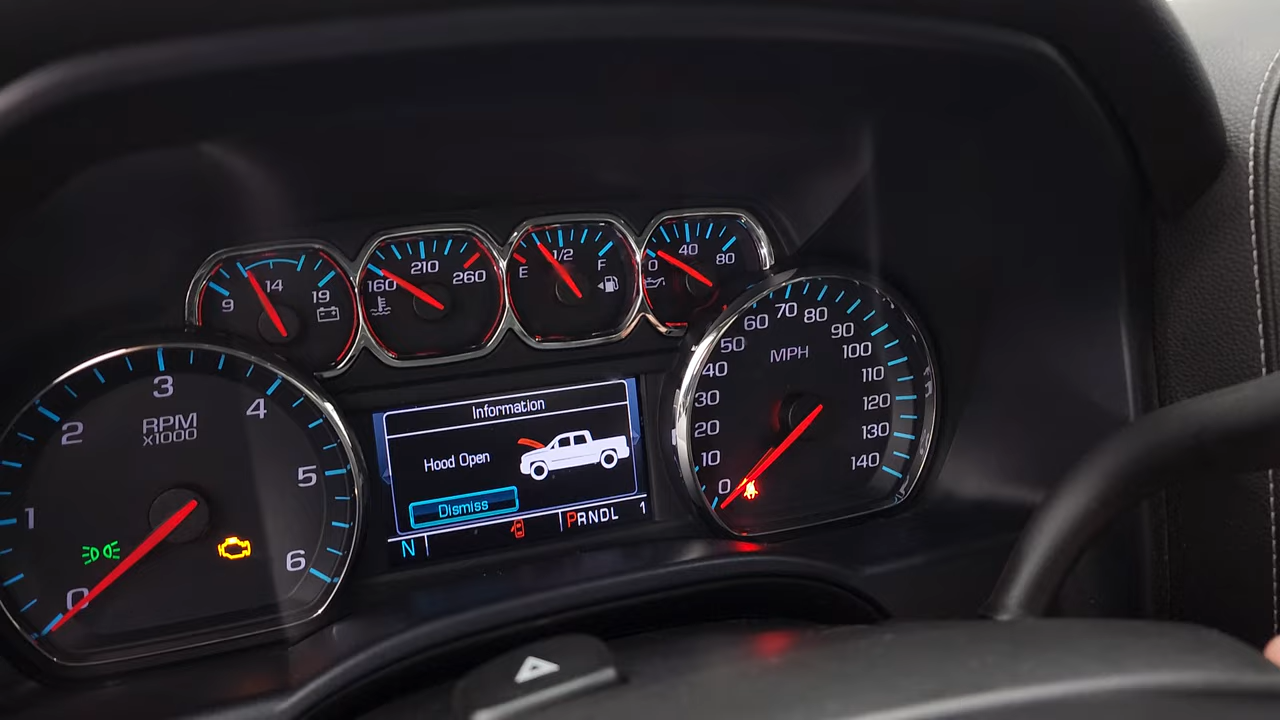 9 14 19
160 210 260
E 1/2 F
0 40 80
0 1 2 3 4 5 6
RPM
x1000
0 10 20 30 40 50 60 70 80 90 100 110 120 130 140
MPH
Information
Hood Open
Dismiss
N PRNDL 1